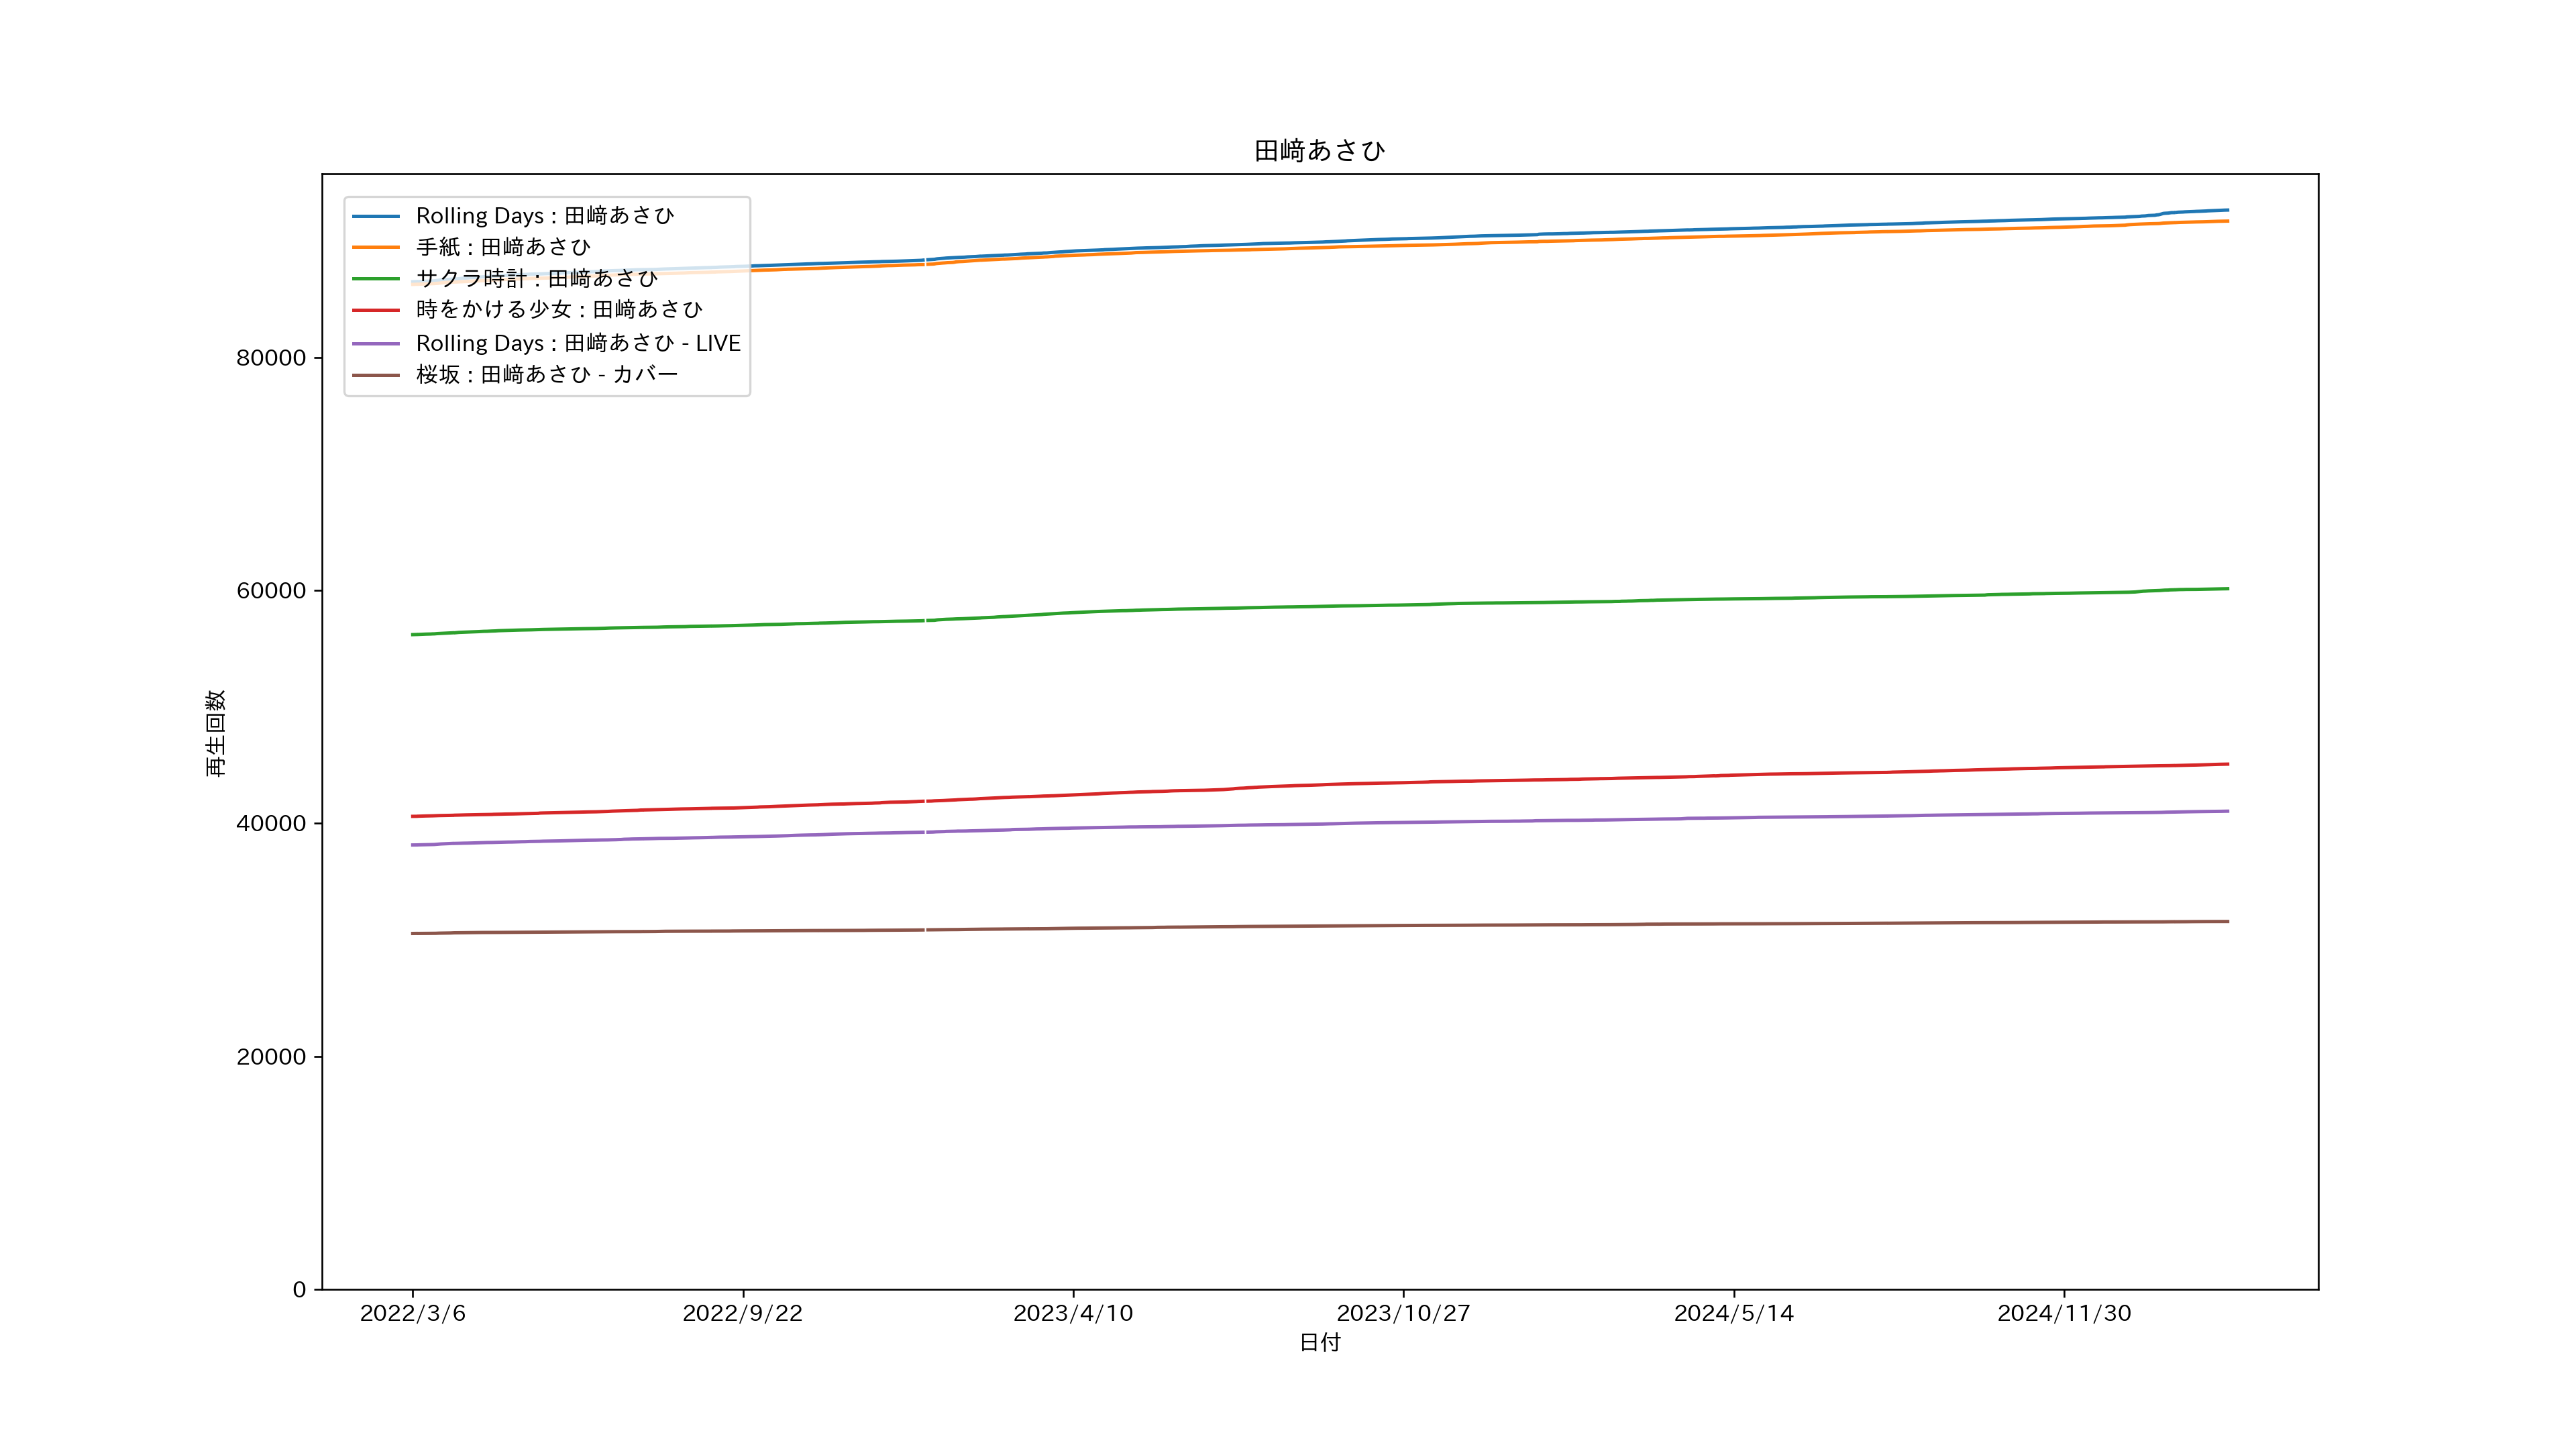 田﨑あさひ
Rolling Days : 田﨑あさひ
手紙 : 田﨑あさひ
サクラ時計 : 田﨑あさひ
時をかける少女 : 田﨑あさひ
Rolling Days : 田﨑あさひ - LIVE
桜坂 : 田﨑あさひ - カバー
再生回数
80000
60000
40000
20000
0
2022/3/6
2022/9/22
2023/4/10
2023/10/27
2024/5/14
2024/11/30
日付